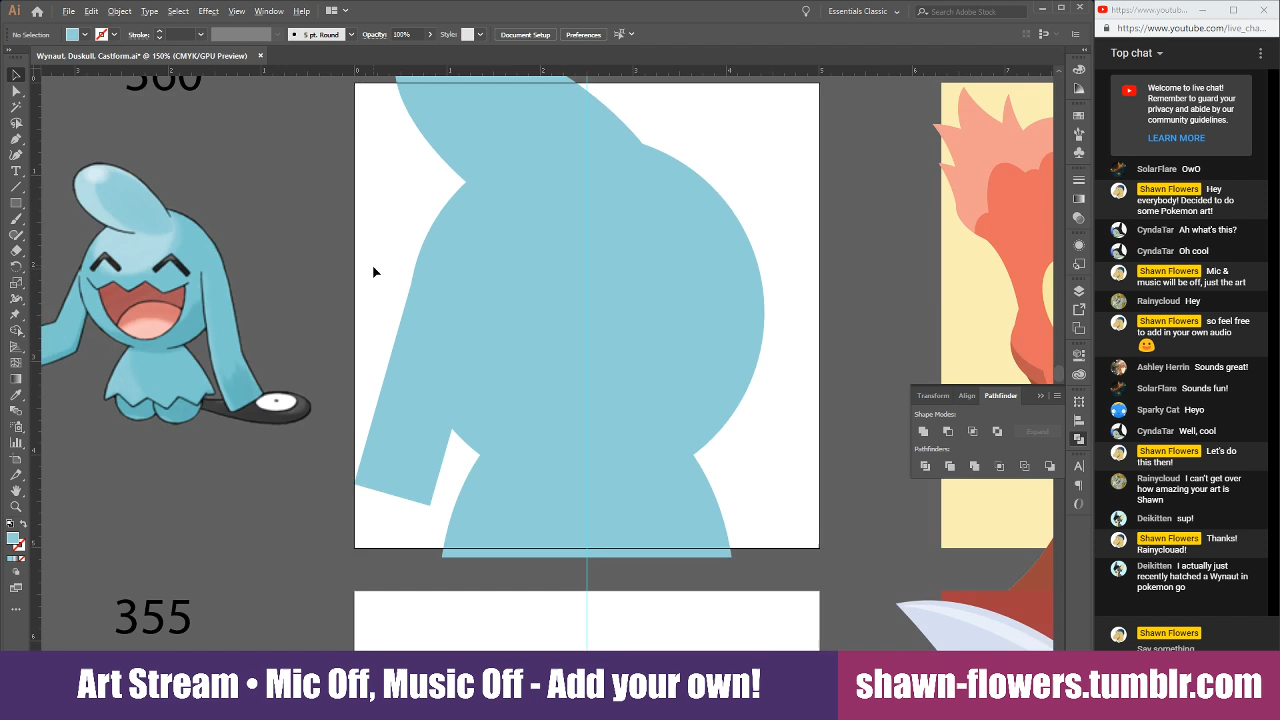 Ai File Edit Object Type Select Effect View Window Help Essentials Classic Search Adobe Stock
https://www.youtub...
No Selection Stroke: 5 pt. Round Opacity: 100% Style: Document Setup Preferences
https://www.youtube.com/live_cha...
Wynaut, Duskull, Castform.ai* @ 150% (CMYK/GPU Preview)
Top chat
360
Welcome to live chat!
Remember to guard your
privacy and abide by our
community guidelines.
LEARN MORE
SolarFlare OwO
Shawn Flowers Hey
everybody! Decided to do
some Pokemon art!
CyndaTar Ah what's this?
CyndaTar Oh cool
Shawn Flowers Mic &
music will be off, just the art
Rainycloud Hey
Shawn Flowers so feel free
to add in your own audio
Ashley Herrin Sounds great!
SolarFlare Sounds fun!
Sparky Cat Heyo
CyndaTar Well, cool
Shawn Flowers Let's do
this then!
Rainycloud I can't get over
how amazing your art is
Shawn
Deikitten sup!
Shawn Flowers Thanks!
Rainyclouad!
Deikitten I actually just
recently hatched a Wynaut in
pokemon go
Shawn Flowers
Say something...
Transform Align Pathfinder
Shape Modes:
Expand
Pathfinders:
355
Art Stream • Mic Off, Music Off - Add your own!
shawn-flowers.tumblr.com